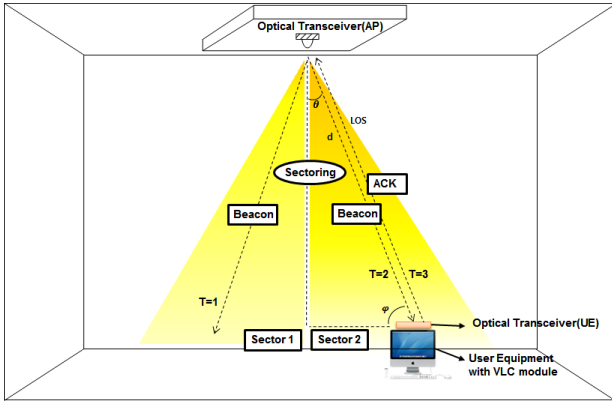 Optical Transceiver(AP)
θ
LOS
d
Sectoring
ACK
Beacon
Beacon
T=1
T=2
T=3
φ
Optical Transceiver(UE)
Sector 1
Sector 2
User Equipment
with VLC module